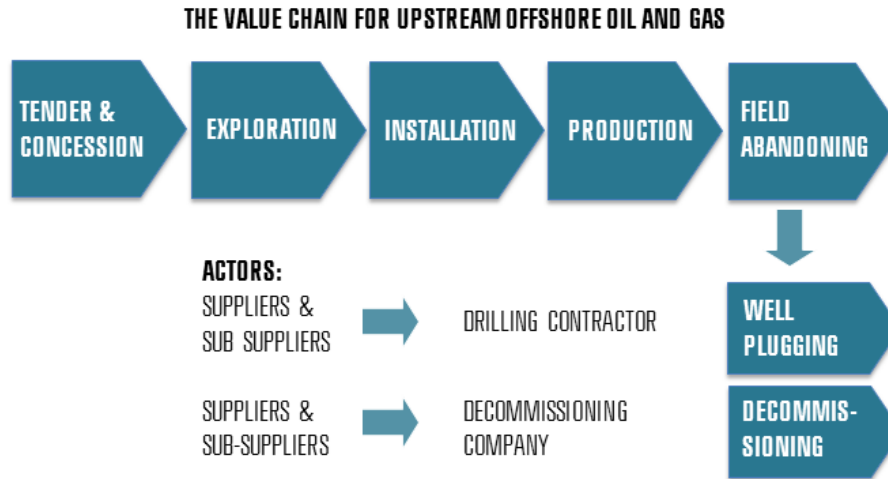 THE VALUE CHAIN FOR UPSTREAM OFFSHORE OIL AND GAS
TENDER &
CONCESSION
EXPLORATION
INSTALLATION
PRODUCTION
FIELD
ABANDONING
ACTORS:
SUPPLIERS &
SUB SUPPLIERS
DRILLING CONTRACTOR
WELL
PLUGGING
SUPPLIERS &
SUB-SUPPLIERS
DECOMMISSIONING
COMPANY
DECOMMIS-
SIONING